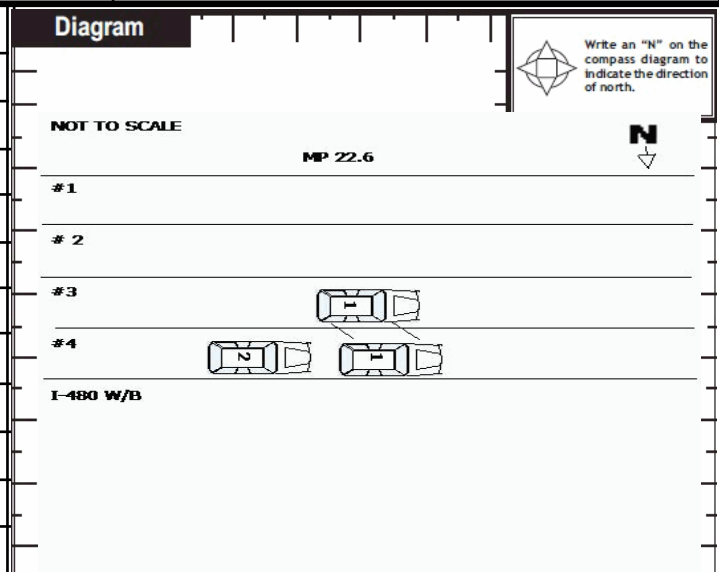 Diagram
Write an “N” on the
compass diagram to
indicate the direction
of north.
NOT TO SCALE
N
MP 22.6
#1
# 2
#3
1
#4
2
1
I-480 W/B